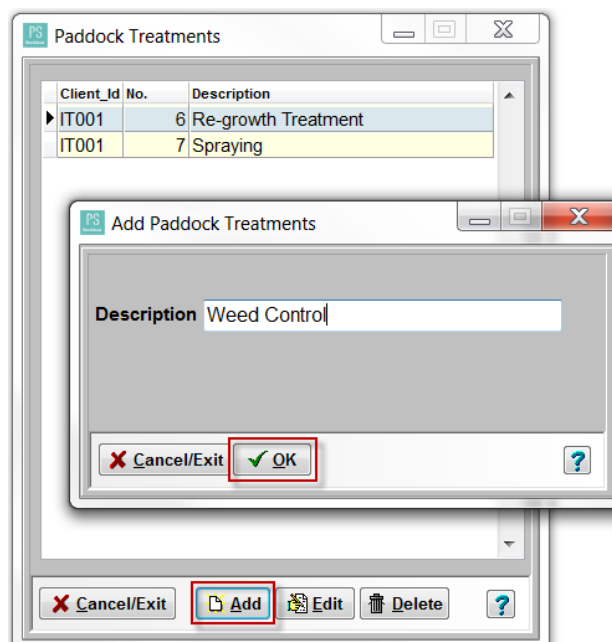 PS
Paddock Treatments
Client_Id No. Description
IT001 6 Re-growth Treatment
IT001 7 Spraying
PS
Add Paddock Treatments
Description Weed Control
Cancel/Exit OK ?
Cancel/Exit Add Edit Delete ?